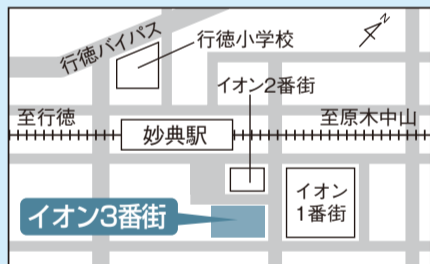 行徳バイパス
行徳小学校
N
イオン2番街
至行徳
至原木中山
妙典駅
イオン
1番街
イオン3番街